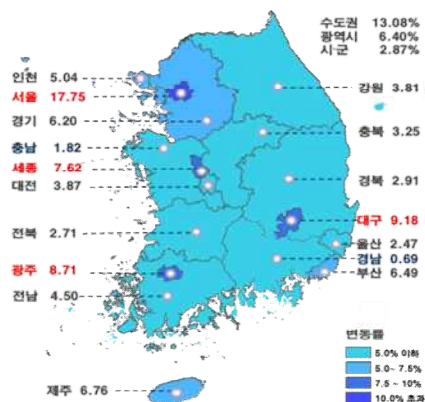 수도권 13.08%
광역시 6.40%
시·군 2.87%
인천 5.04
서울 17.75
경기 6.20
충남 1.82
세종 7.62
대전 3.87
전북 2.71
광주 8.71
전남 4.50
제주 6.76
강원 3.81
충북 3.25
경북 2.91
대구 9.18
울산 2.47
경남 0.69
부산 6.49
변동률
5.0% 이하
5.0~ 7.5%
7.5 ~ 10%
10.0% 초과